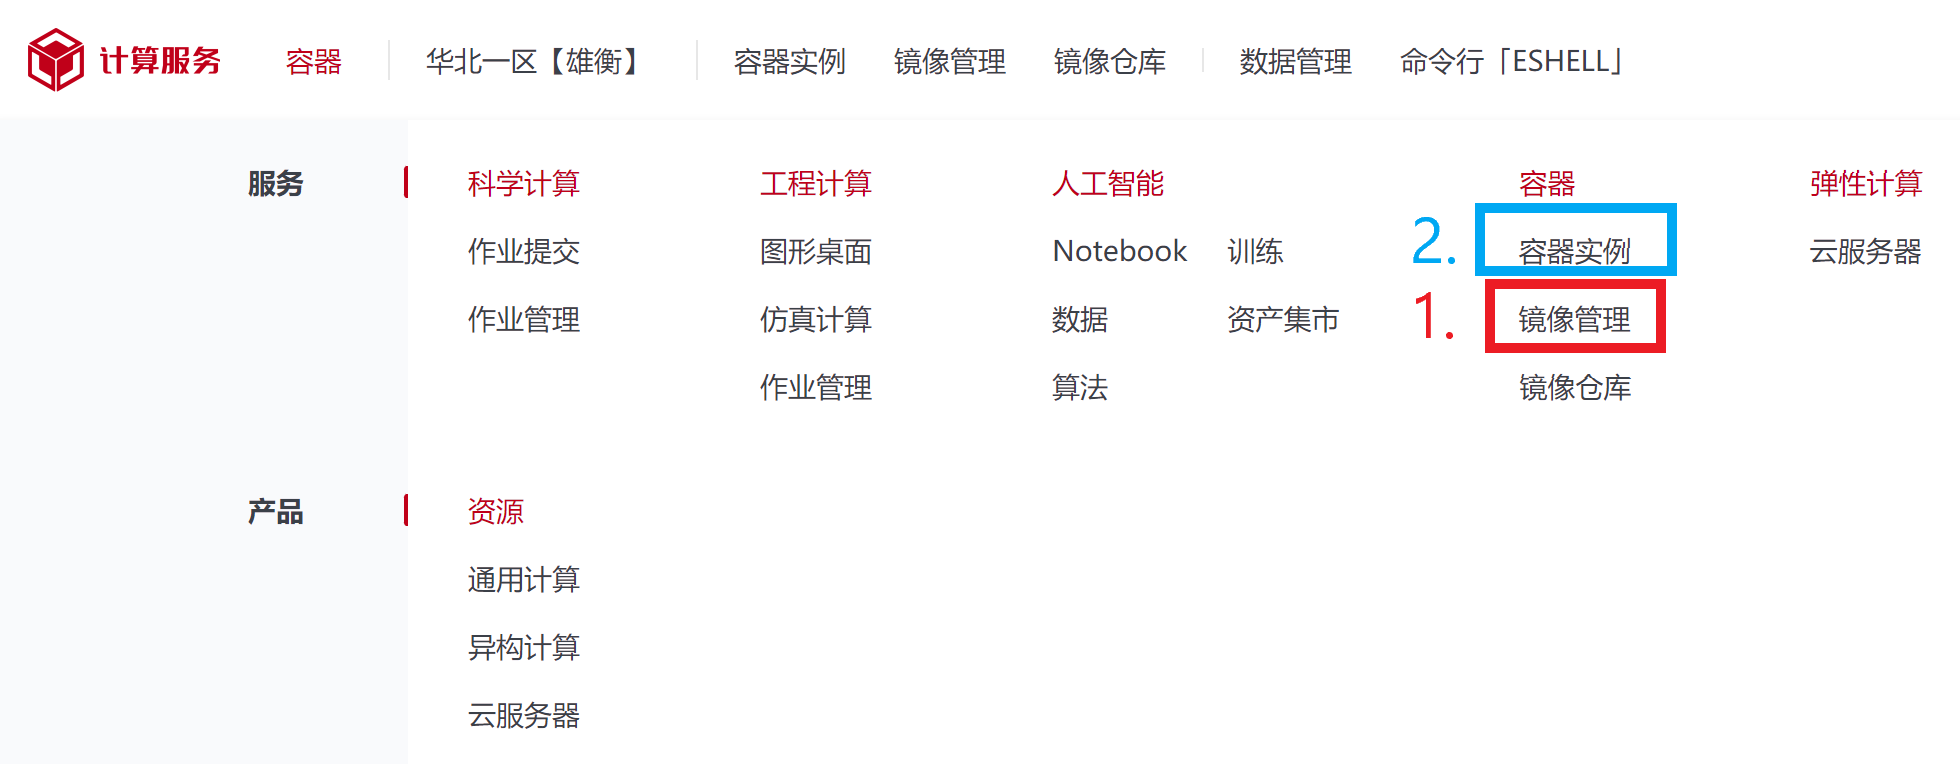 计算服务 容器 华北一区【雄衡】 容器实例 镜像管理 镜像仓库 数据管理 命令行「ESHELL」
服务 科学计算 工程计算 人工智能 容器 弹性计算
作业提交 图形桌面 Notebook 训练 2. 容器实例 云服务器
作业管理 仿真计算 数据 资产集市 1. 镜像管理
作业管理 算法 镜像仓库
产品 资源
通用计算
异构计算
云服务器